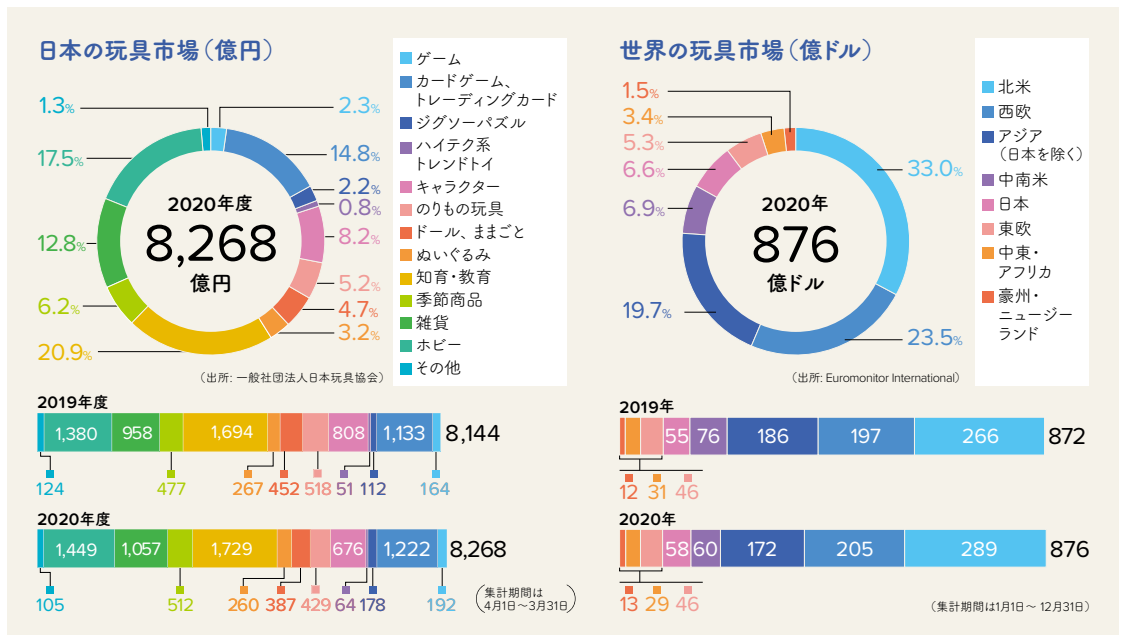 日本の玩具市場（億円）
1.3%
2.3%
17.5%
14.8%
2.2%
0.8%
12.8%
8.2%
5.2%
6.2%
4.7%
3.2%
20.9%
2020年度
8,268
億円
ゲーム
カードゲーム、
トレーディングカード
ジグソーパズル
ハイテク系
トレンドトイ
キャラクター
のりもの玩具
ドール、ままごと
ぬいぐるみ
知育・教育
季節商品
雑貨
ホビー
その他
（出所: 一般社団法人日本玩具協会）
2019年度
1,380 958 1,694 808 1,133 8,144
124 477 267 452 518 51 112 164
2020年度
1,449 1,057 1,729 676 1,222 8,268
105 512 260 387 429 64 178 192
（集計期間は
4月1日～3月31日）
世界の玩具市場（億ドル）
1.5%
3.4%
5.3%
6.6%
33.0%
6.9%
19.7%
23.5%
2020年
876
億ドル
北米
西欧
アジア
（日本を除く）
中南米
日本
東欧
中東・
アフリカ
豪州・
ニュージー
ランド
（出所: Euromonitor International）
2019年
55 76 186 197 266 872
12 31 46
2020年
58 60 172 205 289 876
13 29 46
（集計期間は1月1日～ 12月31日）